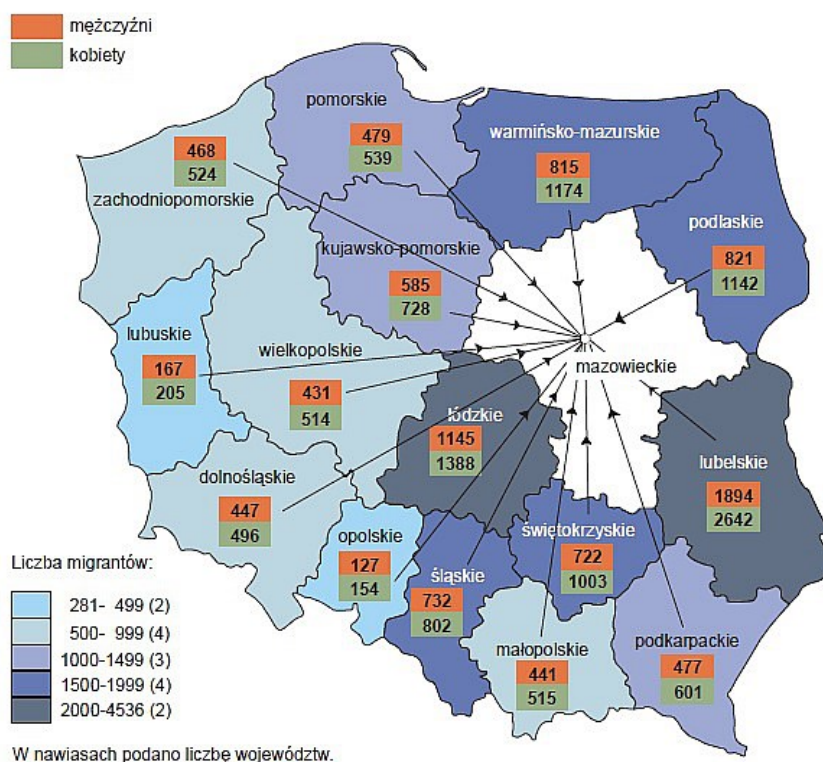 mężczyźni
kobiety
pomorskie
479
539
warmińsko-mazurskie
815
1174
468
524
zachodniopomorskie
podlaskie
821
1142
kujawsko-pomorskie
585
728
lubuskie
167
205
wielkopolskie
431
514
mazowieckie
łódzkie
1145
1388
lubelskie
1894
2642
dolnośląskie
447
496
opolskie
127
154
śląskie
732
802
świętokrzyskie
722
1003
małopolskie
441
515
podkarpackie
477
601
Liczba migrantów:
281- 499 (2)
500- 999 (4)
1000-1499 (3)
1500-1999 (4)
2000-4536 (2)
W nawiasach podano liczbę województw.